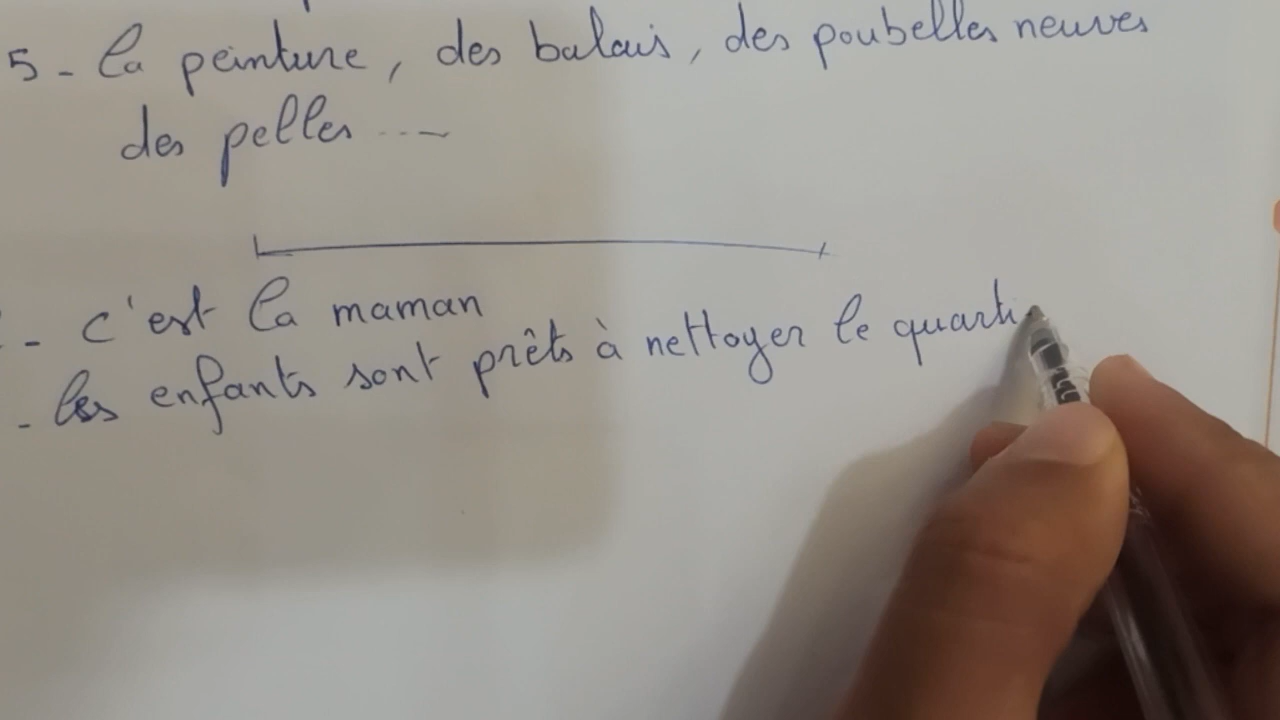 5 - la peinture, des balais, des poubelles neuves
des pelles ....
- c'est la maman
- les enfants sont prêts à nettoyer le quarti